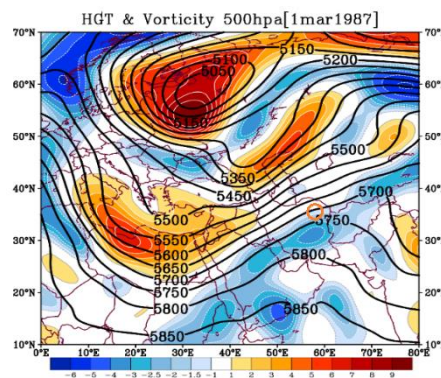 HGT & Vorticity 500hpa[1mar1987]
70°N 70°N
5150
5100 5200
5050
60°N 60°N
5150
50°N 50°N
5500
5350
40°N 5450 5700 40°N
5500 5750
5550
30°N 5600 30°N
5650 5800
5700
5750
20°N 5800 20°N
5850 5850
10°N 10°N
0°E 10°E 20°E 30°E 40°E 50°E 60°E 70°E 80°E
-6 -5 -4 -3 -2.5 -2 -1.5 -1 1 2 3 4 5 6 7 8 9